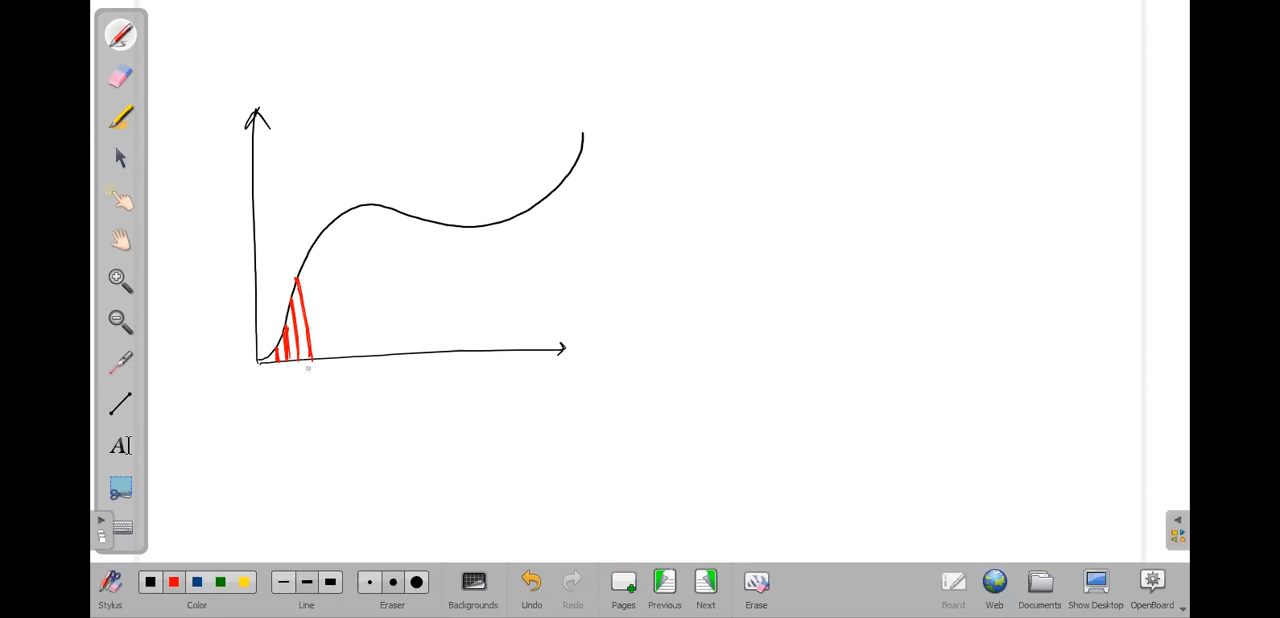 A
Stylus
Color
Line
Eraser
Backgrounds
Undo
Redo
Pages
Previous
Next
Erase
Board
Web
Documents
Show Desktop
OpenBoard